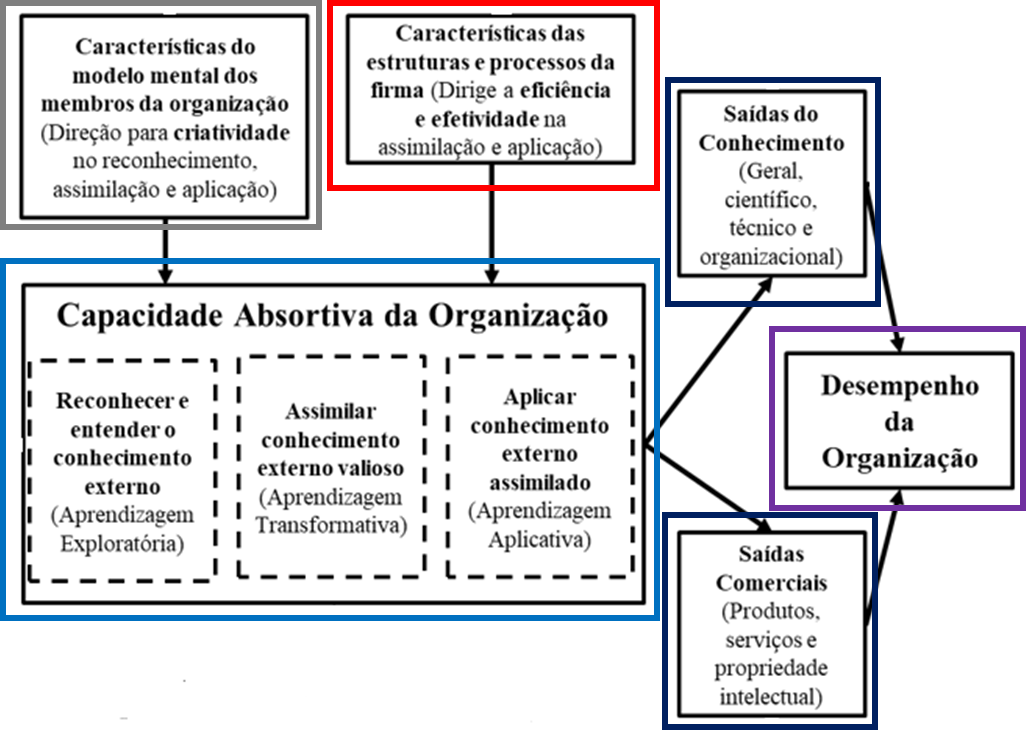 Características do
modelo mental dos
membros da organização
(Direção para criatividade
no reconhecimento,
assimilação e aplicação)
Características das
estruturas e processos da
firma (Dirige a eficiência
e efetividade na
assimilação e aplicação)
Saídas do
Conhecimento
(Geral,
científico,
técnico e
organizacional)
Capacidade Absortiva da Organização
Reconhecer e
entender o
conhecimento
externo
(Aprendizagem
Exploratória)
Assimilar
conhecimento
externo valioso
(Aprendizagem
Transformativa)
Aplicar
conhecimento
externo
assimilado
(Aprendizagem
Aplicativa)
Desempenho
da
Organização
Saídas
Comerciais
(Produtos,
serviços e
propriedade
intelectual)